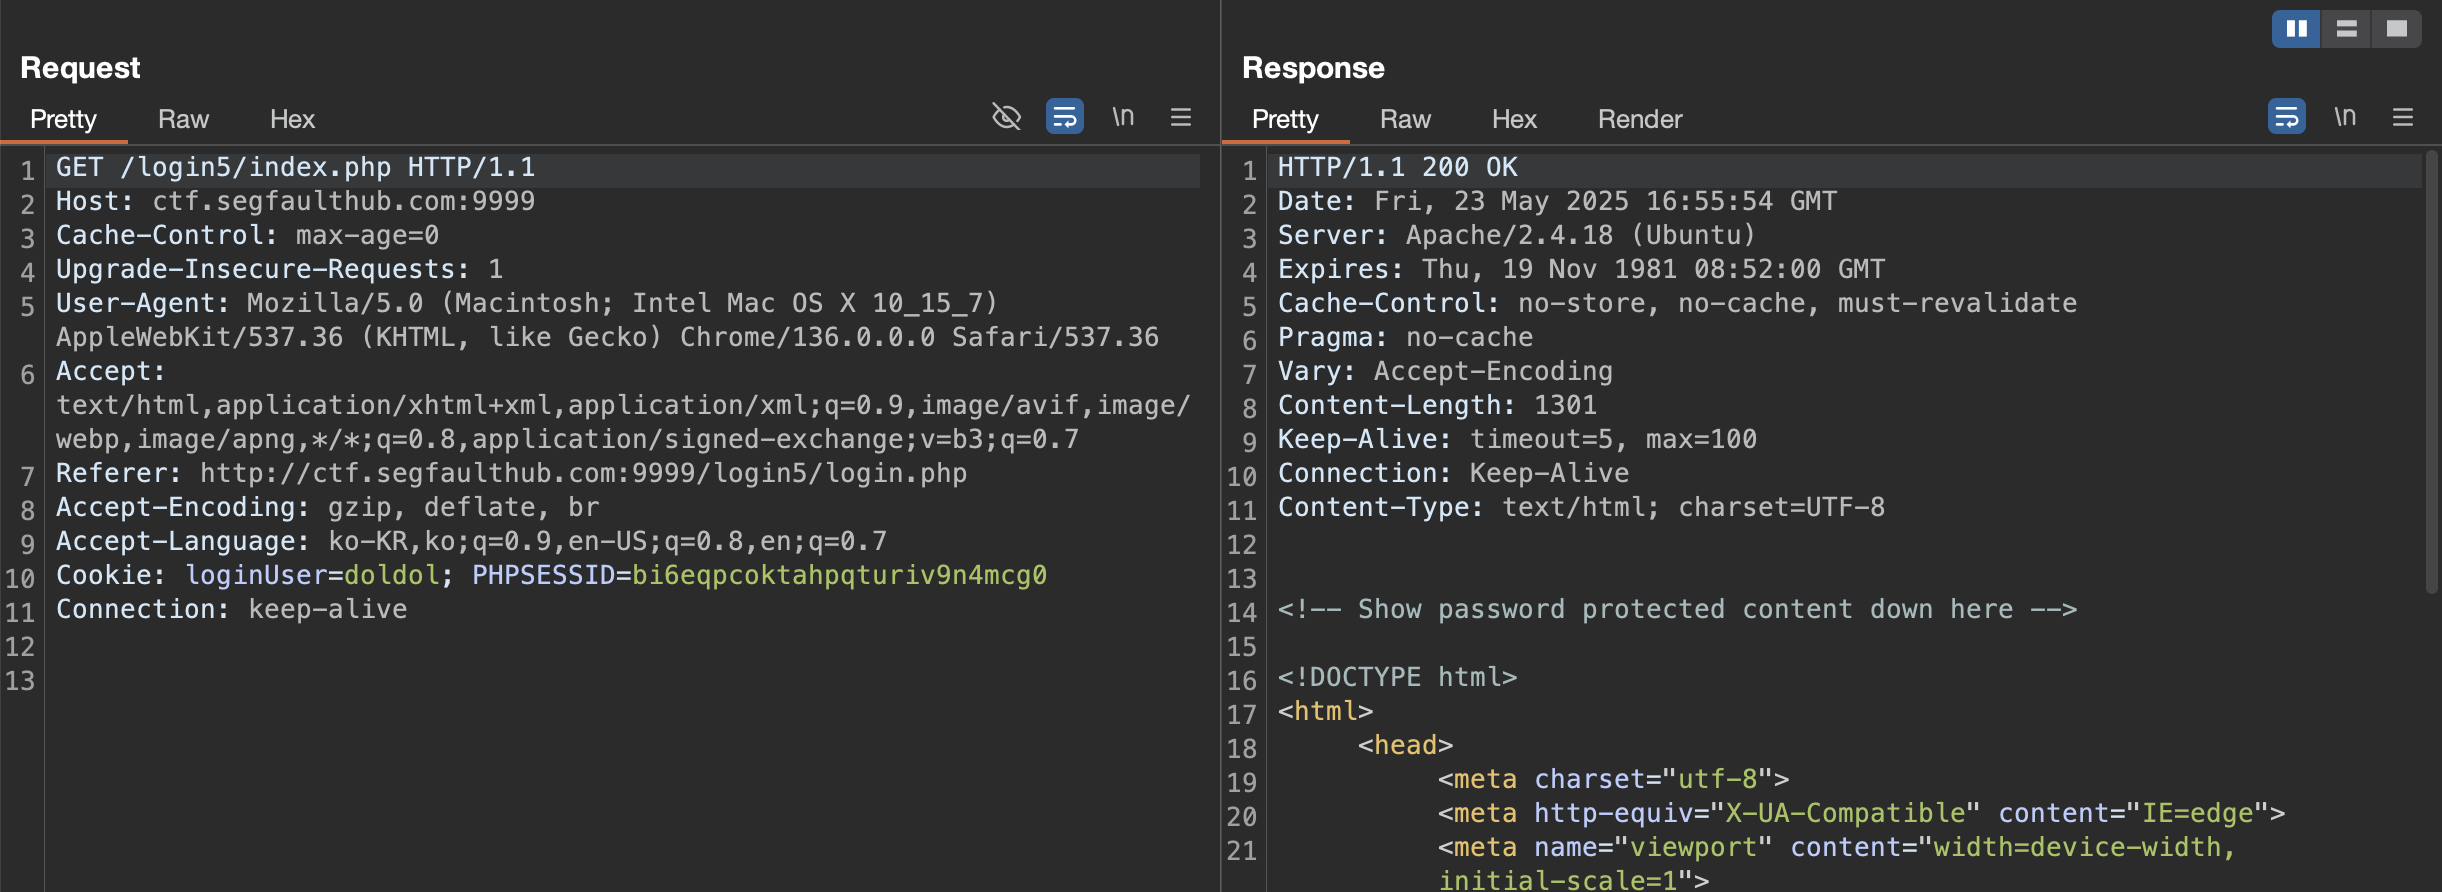 Request
Pretty Raw Hex \n
1 GET /login5/index.php HTTP/1.1
2 Host: ctf.segfaulthub.com:9999
3 Cache-Control: max-age=0
4 Upgrade-Insecure-Requests: 1
5 User-Agent: Mozilla/5.0 (Macintosh; Intel Mac OS X 10_15_7)
AppleWebKit/537.36 (KHTML, like Gecko) Chrome/136.0.0.0 Safari/537.36
6 Accept:
text/html,application/xhtml+xml,application/xml;q=0.9,image/avif,image/
webp,image/apng,*/*;q=0.8,application/signed-exchange;v=b3;q=0.7
7 Referer: http://ctf.segfaulthub.com:9999/login5/login.php
8 Accept-Encoding: gzip, deflate, br
9 Accept-Language: ko-KR,ko;q=0.9,en-US;q=0.8,en;q=0.7
10 Cookie: loginUser=doldol; PHPSESSID=bi6eqpcoktahpqturiv9n4mcg0
11 Connection: keep-alive
12
13
Response
Pretty Raw Hex Render \n
1 HTTP/1.1 200 OK
2 Date: Fri, 23 May 2025 16:55:54 GMT
3 Server: Apache/2.4.18 (Ubuntu)
4 Expires: Thu, 19 Nov 1981 08:52:00 GMT
5 Cache-Control: no-store, no-cache, must-revalidate
6 Pragma: no-cache
7 Vary: Accept-Encoding
8 Content-Length: 1301
9 Keep-Alive: timeout=5, max=100
10 Connection: Keep-Alive
11 Content-Type: text/html; charset=UTF-8
12
13
14 <!-- Show password protected content down here -->
15
16 <!DOCTYPE html>
17 <html>
18 <head>
19 <meta charset="utf-8">
20 <meta http-equiv="X-UA-Compatible" content="IE=edge">
21 <meta name="viewport" content="width=device-width,
initial-scale=1">